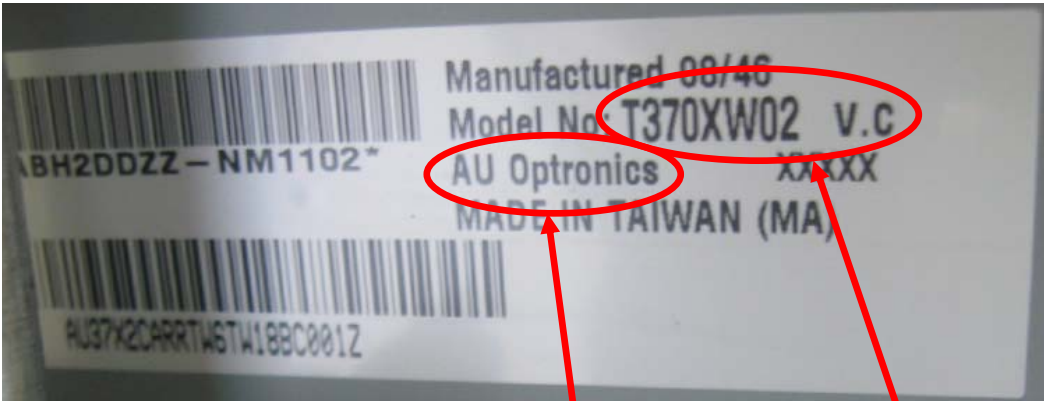 Manufactured 08/46
Model No: T370XW02 V.C
ABH2DDZZ-NM1102*
AU Optronics XXXXX
MADE IN TAIWAN (MA)
AU37X2CARRTW6TW18BC001Z